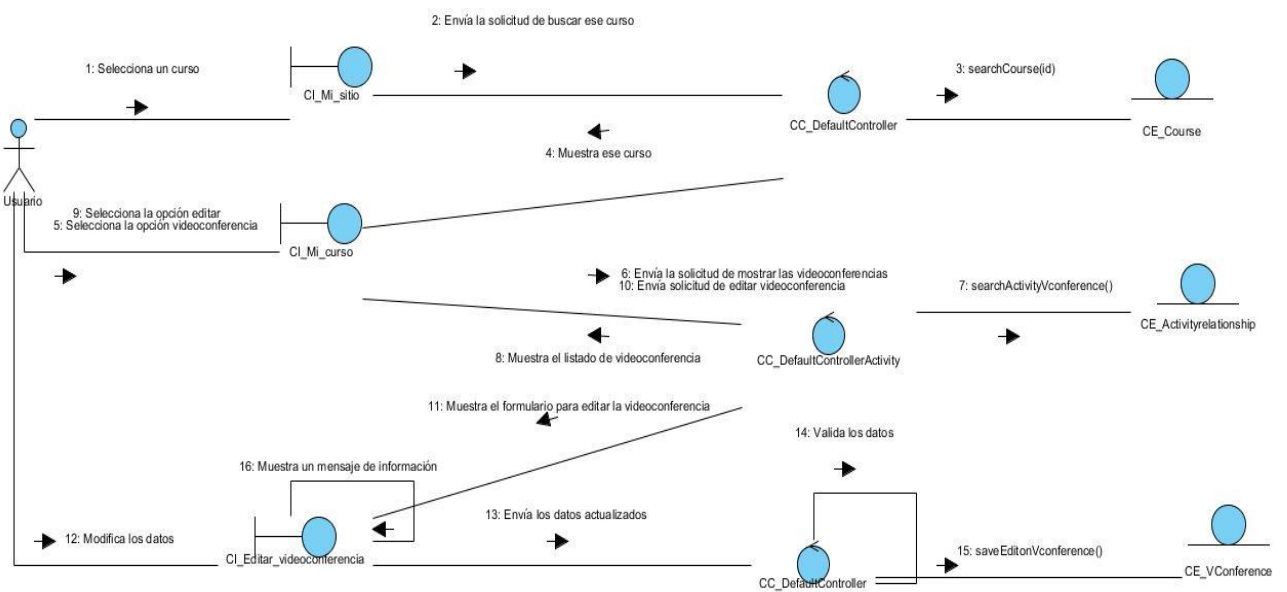 2: Envía la solicitud de buscar ese curso
1: Selecciona un curso
3: searchCourse(id)
CI_Mi_sitio
CC_DefaultController
CE_Course
4: Muestra ese curso
Usuario
9: Selecciona la opción editar
5: Selecciona la opción videoconferencia
CI_Mi_curso
6: Envía la solicitud de mostrar las videoconferencias
10: Envía solicitud de editar videoconferencia
7: searchActivityVconference()
CE_Activityrelationship
8: Muestra el listado de videoconferencia
CC_DefaultControllerActivity
11: Muestra el formulario para editar la videoconferencia
14: Valida los datos
16: Muestra un mensaje de información
13: Envía los datos actualizados
12: Modifica los datos
CI_Editar_videoconferencia
15: saveEditonVconference()
CC_DefaultController
CE_VConference